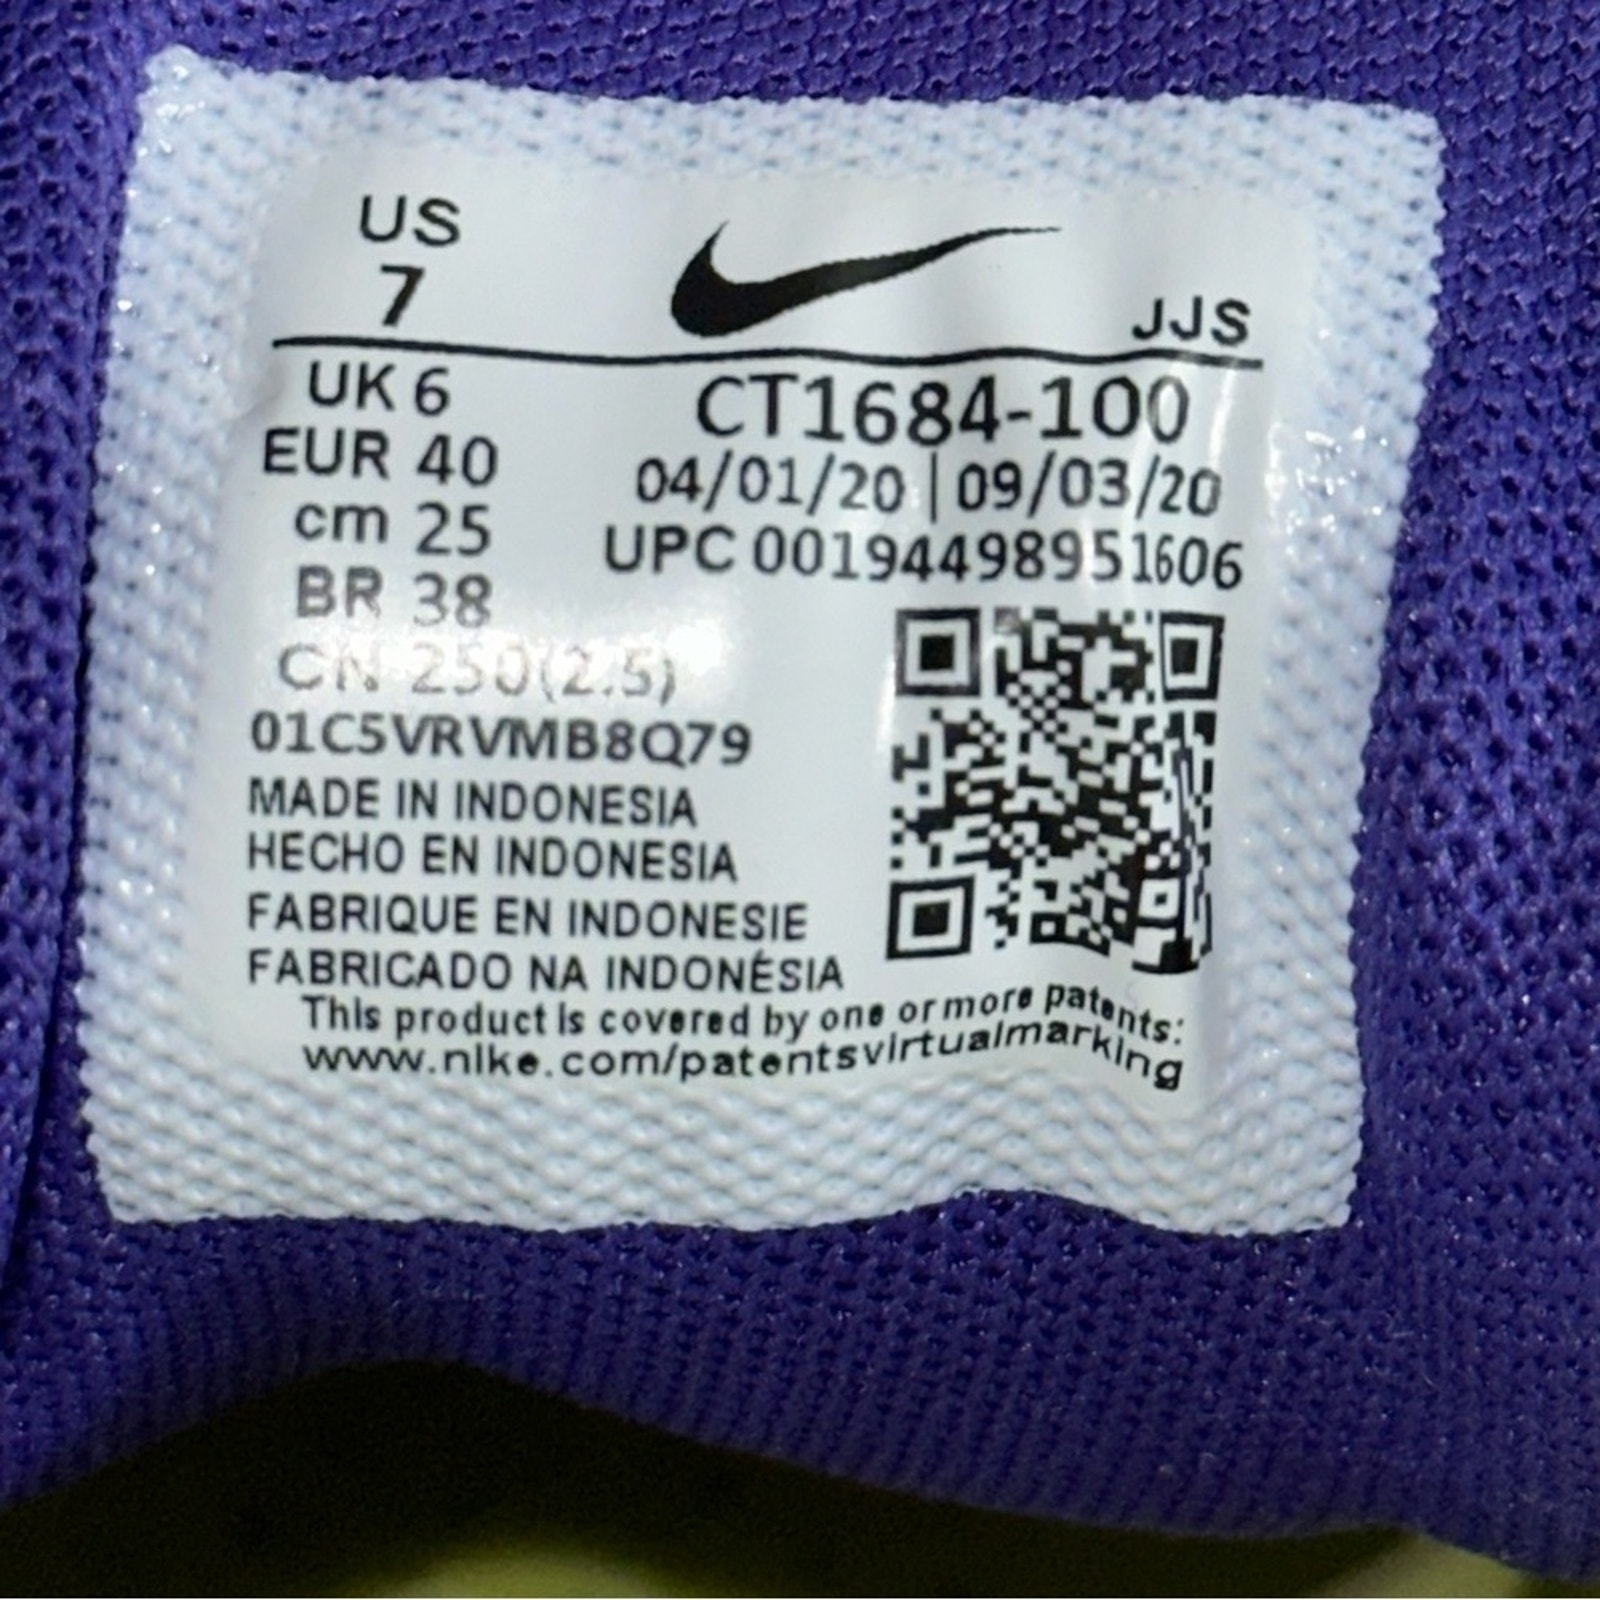 US
7
JJS
UK 6
EUR 40
cm 25
BR 38
CN 250(2.5)
CT1684-100
04/01/20 | 09/03/20
UPC 00194498951606
01C5VRVMB8Q79
MADE IN INDONESIA
HECHO EN INDONESIA
FABRIQUE EN INDONESIE
FABRICADO NA INDONÉSIA
This product is covered by one or more patents:
www.nike.com/patentsvirtualmarking